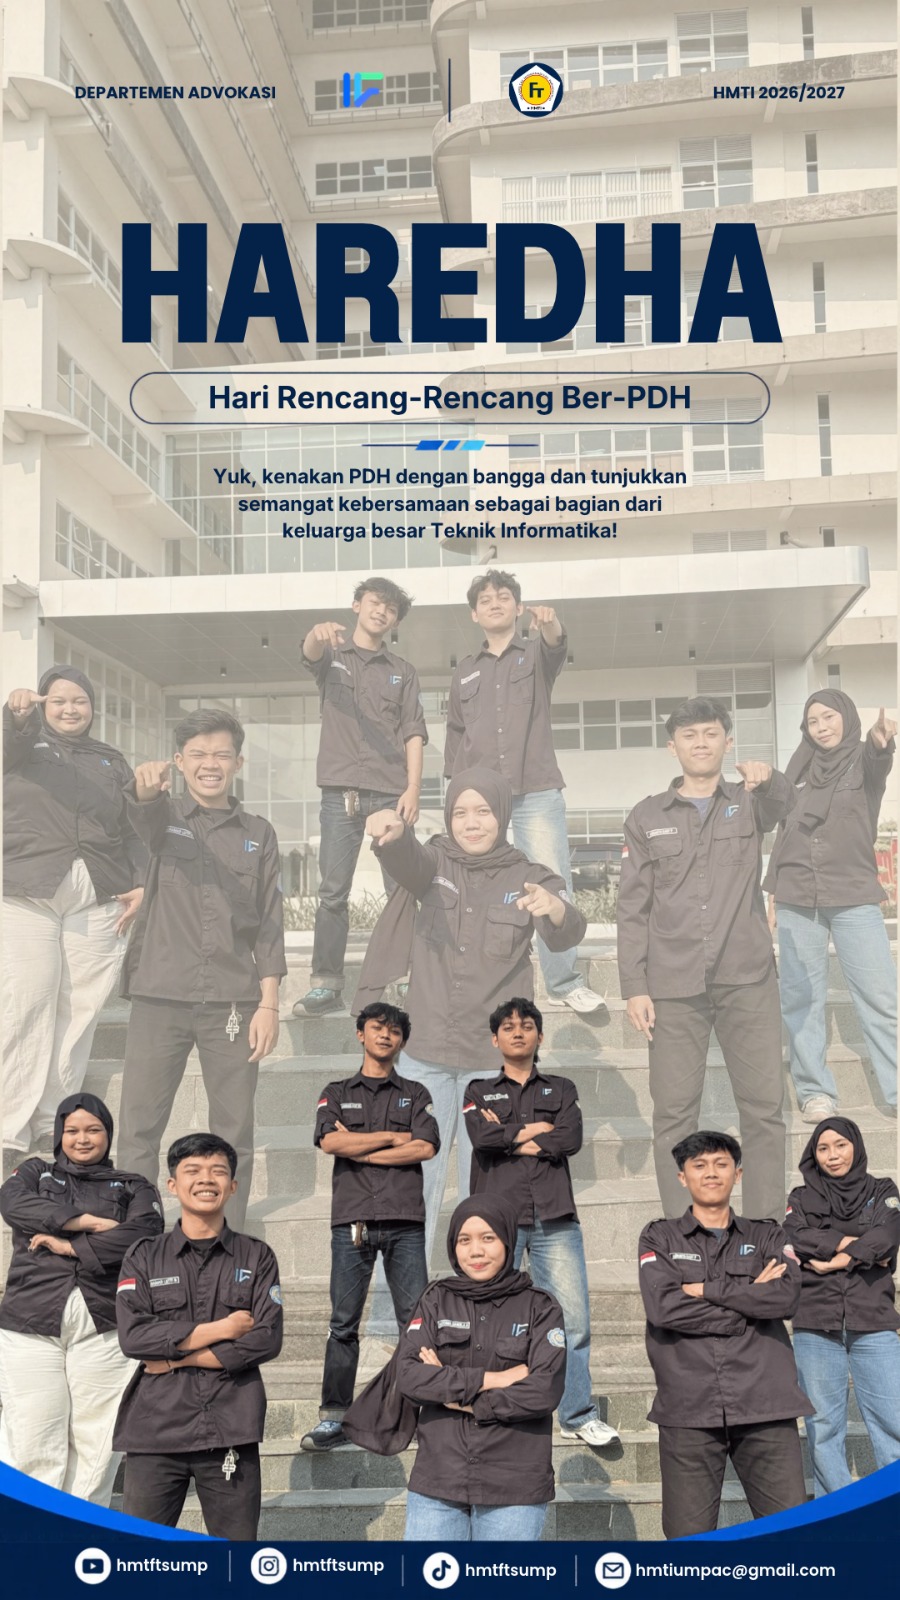 DEPARTEMEN ADVOKASI
FT
HMTI 2026/2027
HAREDHA
Hari Rencang-Rencang Ber-PDH
Yuk, kenakan PDH dengan bangga dan tunjukkan
semangat kebersamaan sebagai bagian dari
keluarga besar Teknik Informatika!
hmtftsump
hmtftsump
hmtftsump
hmtiumpac@gmail.com